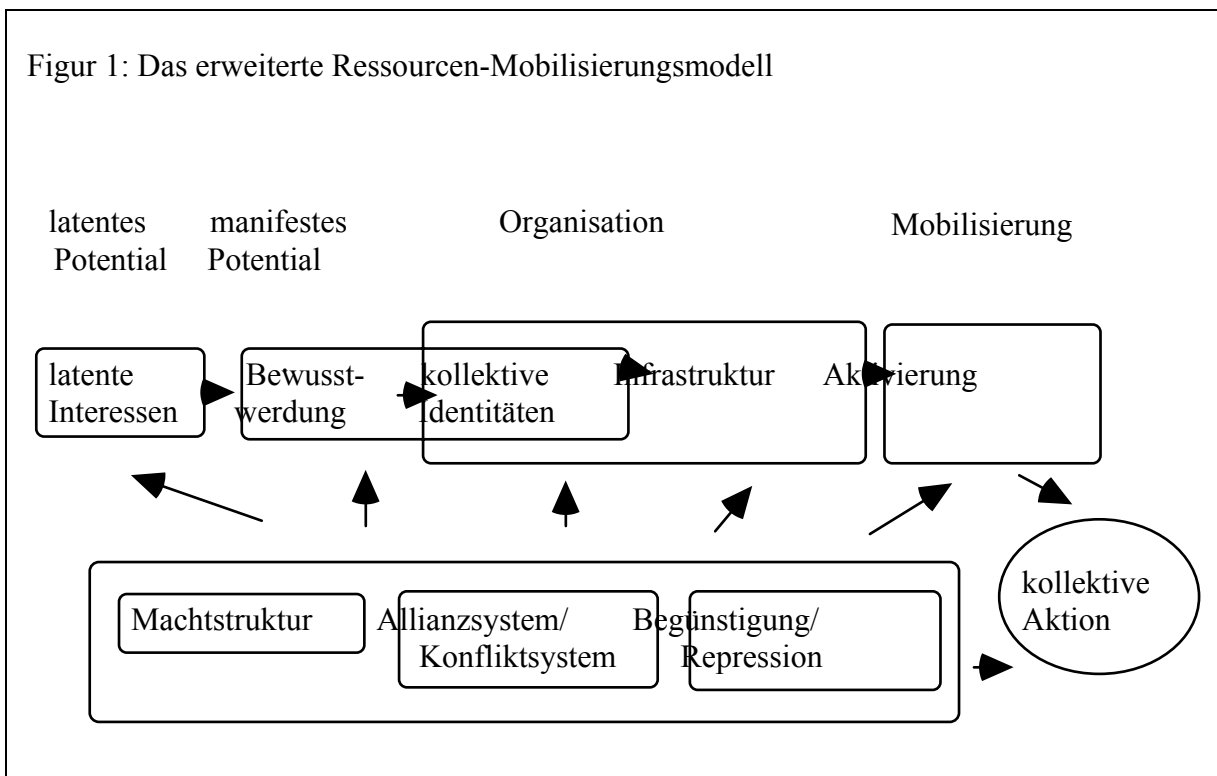 Figur 1: Das erweiterte Ressourcen-Mobilisierungsmodell
latentes manifestes Organisation Mobilisierung
Potential Potential
latente Bewusst- kollektive Infrastruktur Aktivierung
Interessen werdung Identitäten
Machtstruktur Allianzsystem/ Begünstigung/
Konfliktsystem Repression
kollektive
Aktion